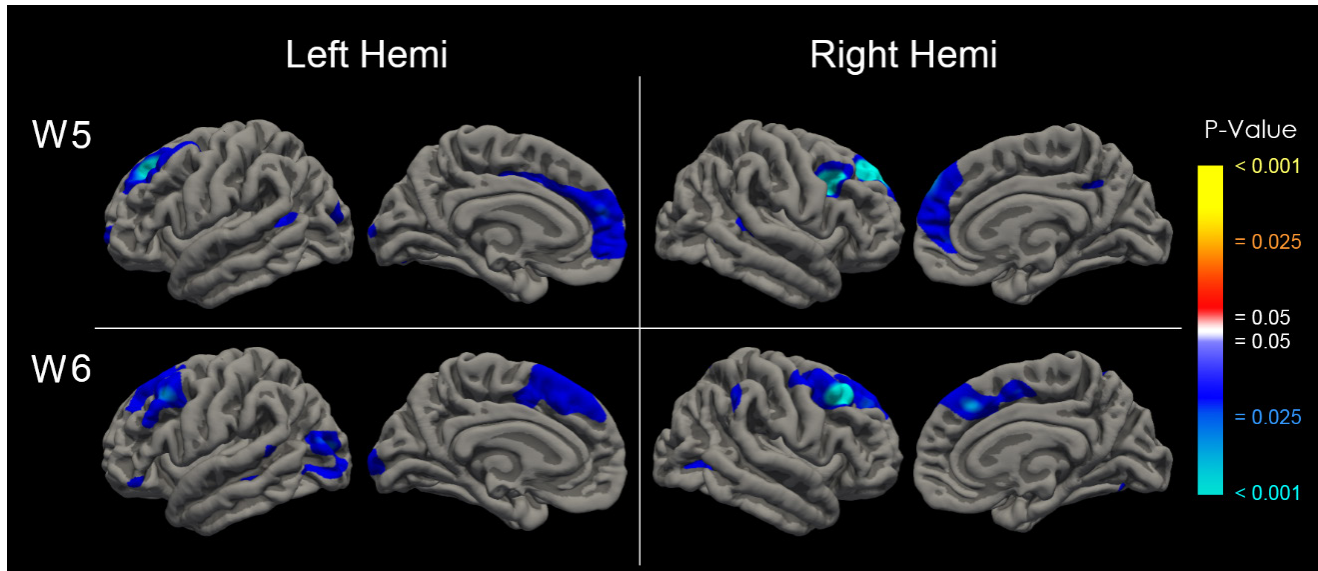 Left Hemi
Right Hemi
W5
W6
P-Value
< 0.001
= 0.025
= 0.05
= 0.05
= 0.025
< 0.001